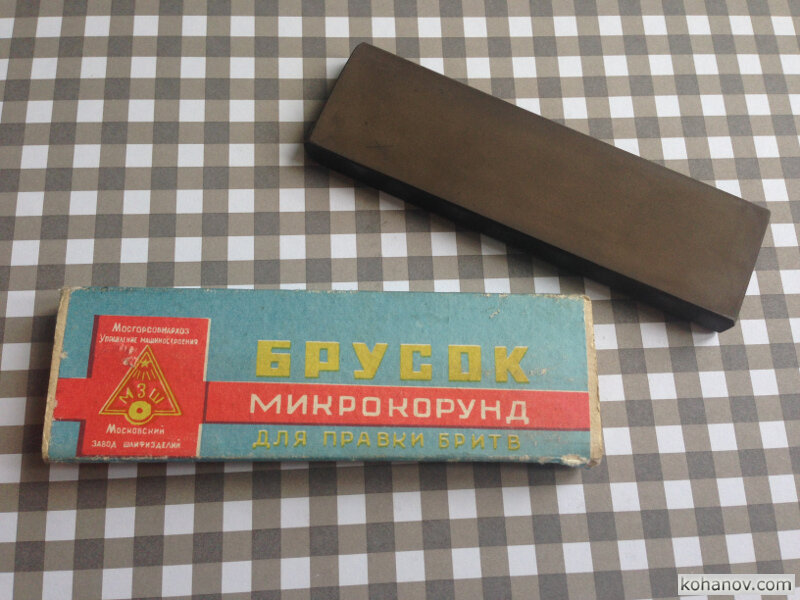 Мосгорсовнархоз
Управление машиностроения
МЗШ
Московский
завод шлифизделий
БРУСОК
МИКРОКОРУНД
ДЛЯ ПРАВКИ БРИТВ
kohanov.com